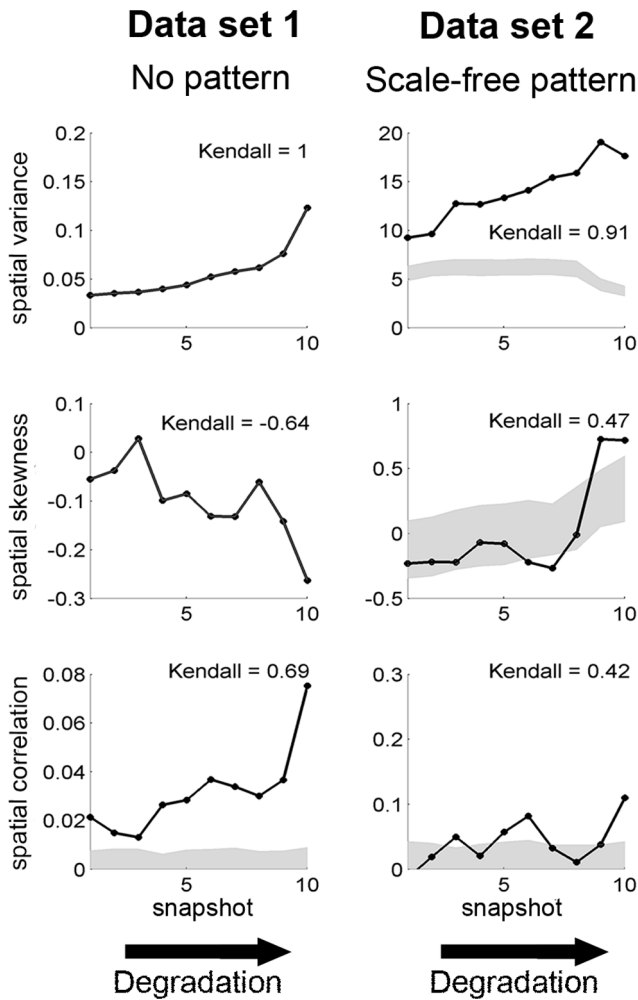 Data set 1
Data set 2
No pattern
Scale-free pattern
spatial variance
0.2
0.15
0.1
0.05
0
Kendall = 1
5
10
20
15
10
5
0
Kendall = 0.91
5
10
spatial skewness
0.1
0
-0.1
-0.2
-0.3
Kendall = -0.64
5
10
1
0.5
0
-0.5
Kendall = 0.47
5
10
spatial correlation
0.08
0.06
0.04
0.02
0
Kendall = 0.69
5
10
snapshot
0.3
0.2
0.1
0
Kendall = 0.42
5
10
snapshot
Degradation
Degradation